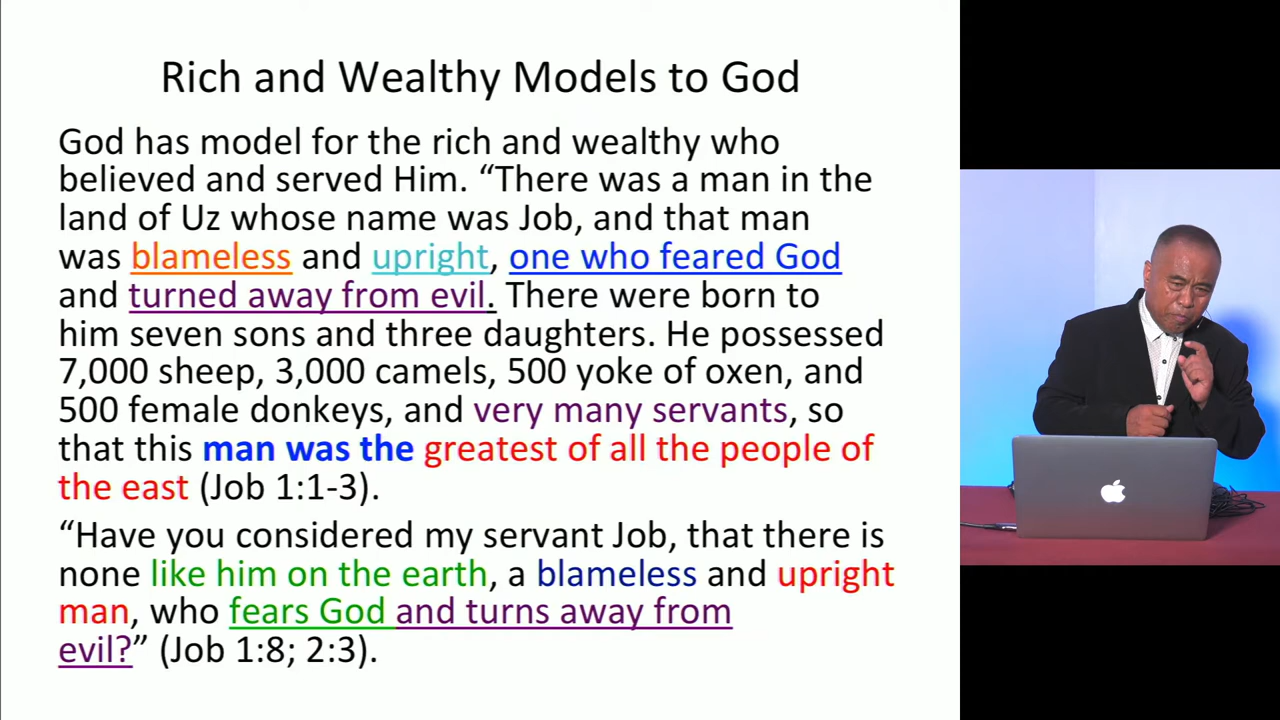 Rich and Wealthy Models to God
God has model for the rich and wealthy who
believed and served Him. “There was a man in the
land of Uz whose name was Job, and that man
was blameless and upright, one who feared God
and turned away from evil. There were born to
him seven sons and three daughters. He possessed
7,000 sheep, 3,000 camels, 500 yoke of oxen, and
500 female donkeys, and very many servants, so
that this man was the greatest of all the people of
the east (Job 1:1-3).
“Have you considered my servant Job, that there is
none like him on the earth, a blameless and upright
man, who fears God and turns away from
evil?” (Job 1:8; 2:3).